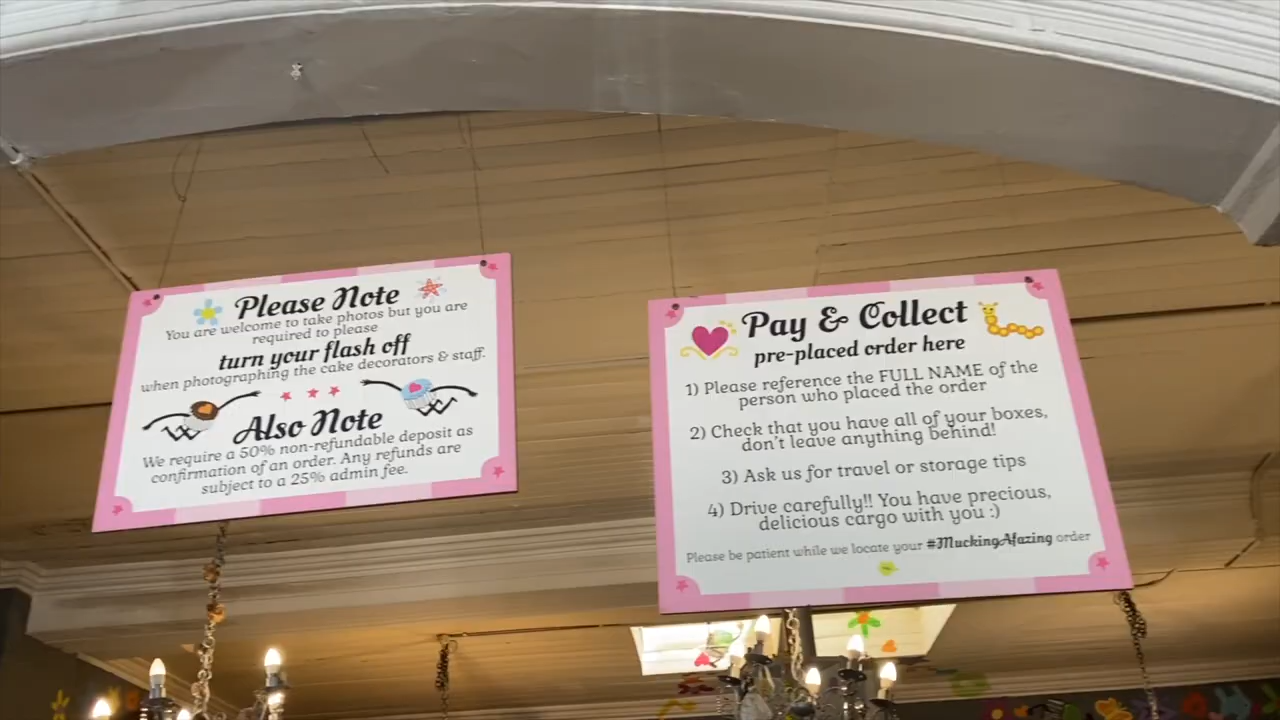 Please Note
You are welcome to take photos but you are
required to please
turn your flash off
when photographing the cake decorators & staff.
Also Note
We require a 50% non-refundable deposit as
confirmation of an order. Any refunds are
subject to a 25% admin fee.
Pay & Collect
pre-placed order here
1) Please reference the FULL NAME of the
person who placed the order
2) Check that you have all of your boxes,
don't leave anything behind!
3) Ask us for travel or storage tips
4) Drive carefully!! You have precious,
delicious cargo with you :)
Please be patient while we locate your #MuckingAfazing order